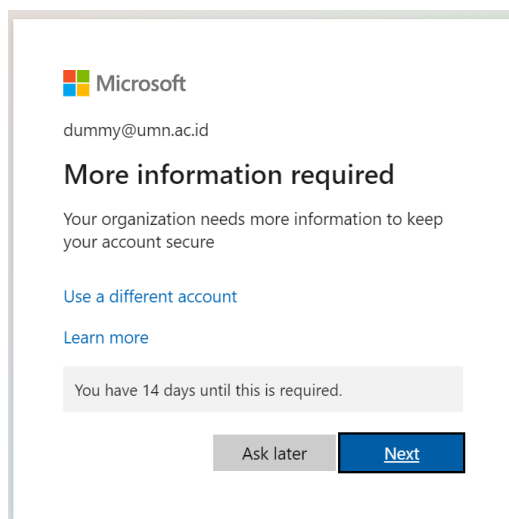 Microsoft
dummy@umn.ac.id
More information required
Your organization needs more information to keep
your account secure
Use a different account
Learn more
You have 14 days until this is required.
Ask later Next